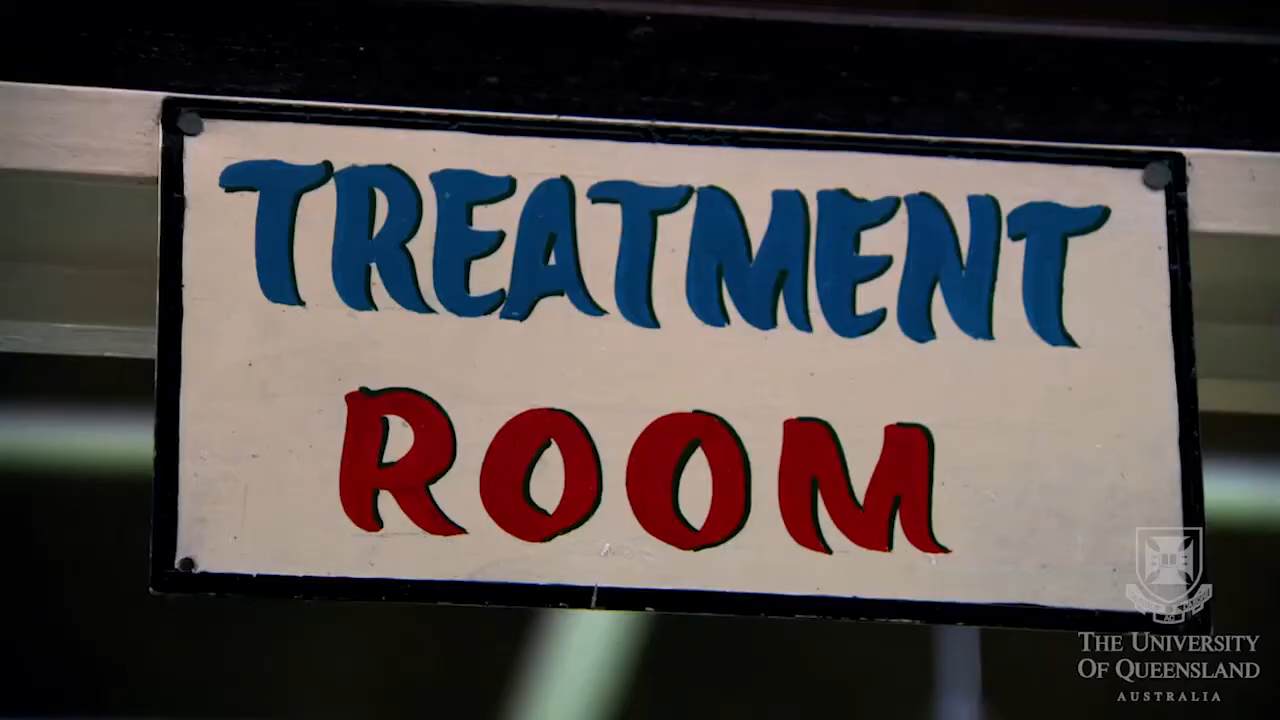 TREATMENT
ROOM
THE UNIVERSITY
OF QUEENSLAND
AUSTRALIA